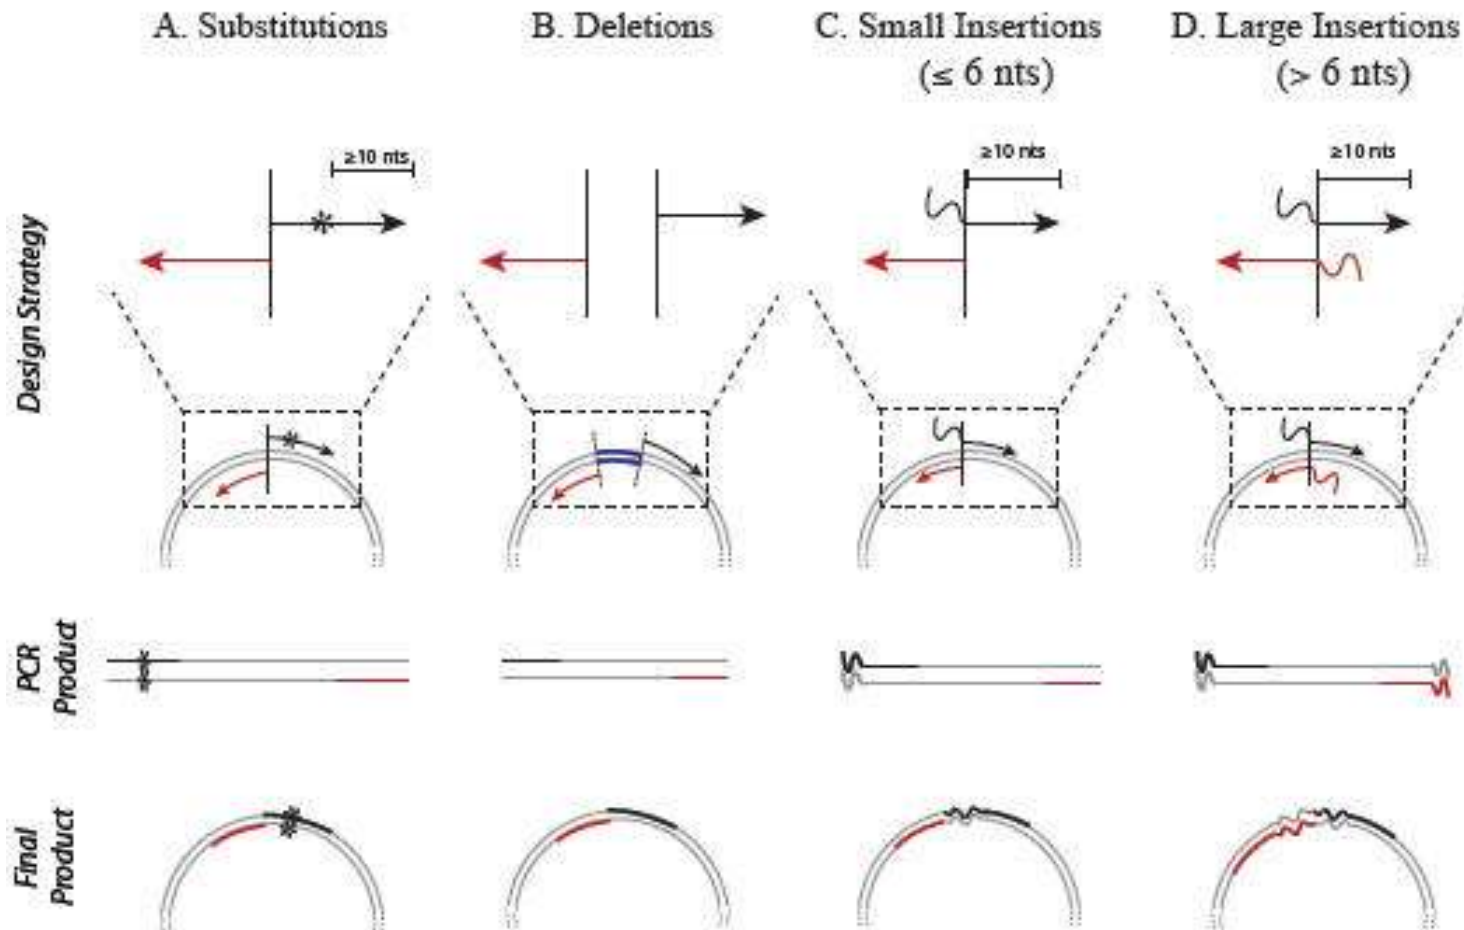 A. Substitutions
B. Deletions
C. Small Insertions
(≤ 6 nts)
D. Large Insertions
(> 6 nts)
Design Strategy
≥10 nts
≥10 nts
≥10 nts
PCR
Product
Final
Product